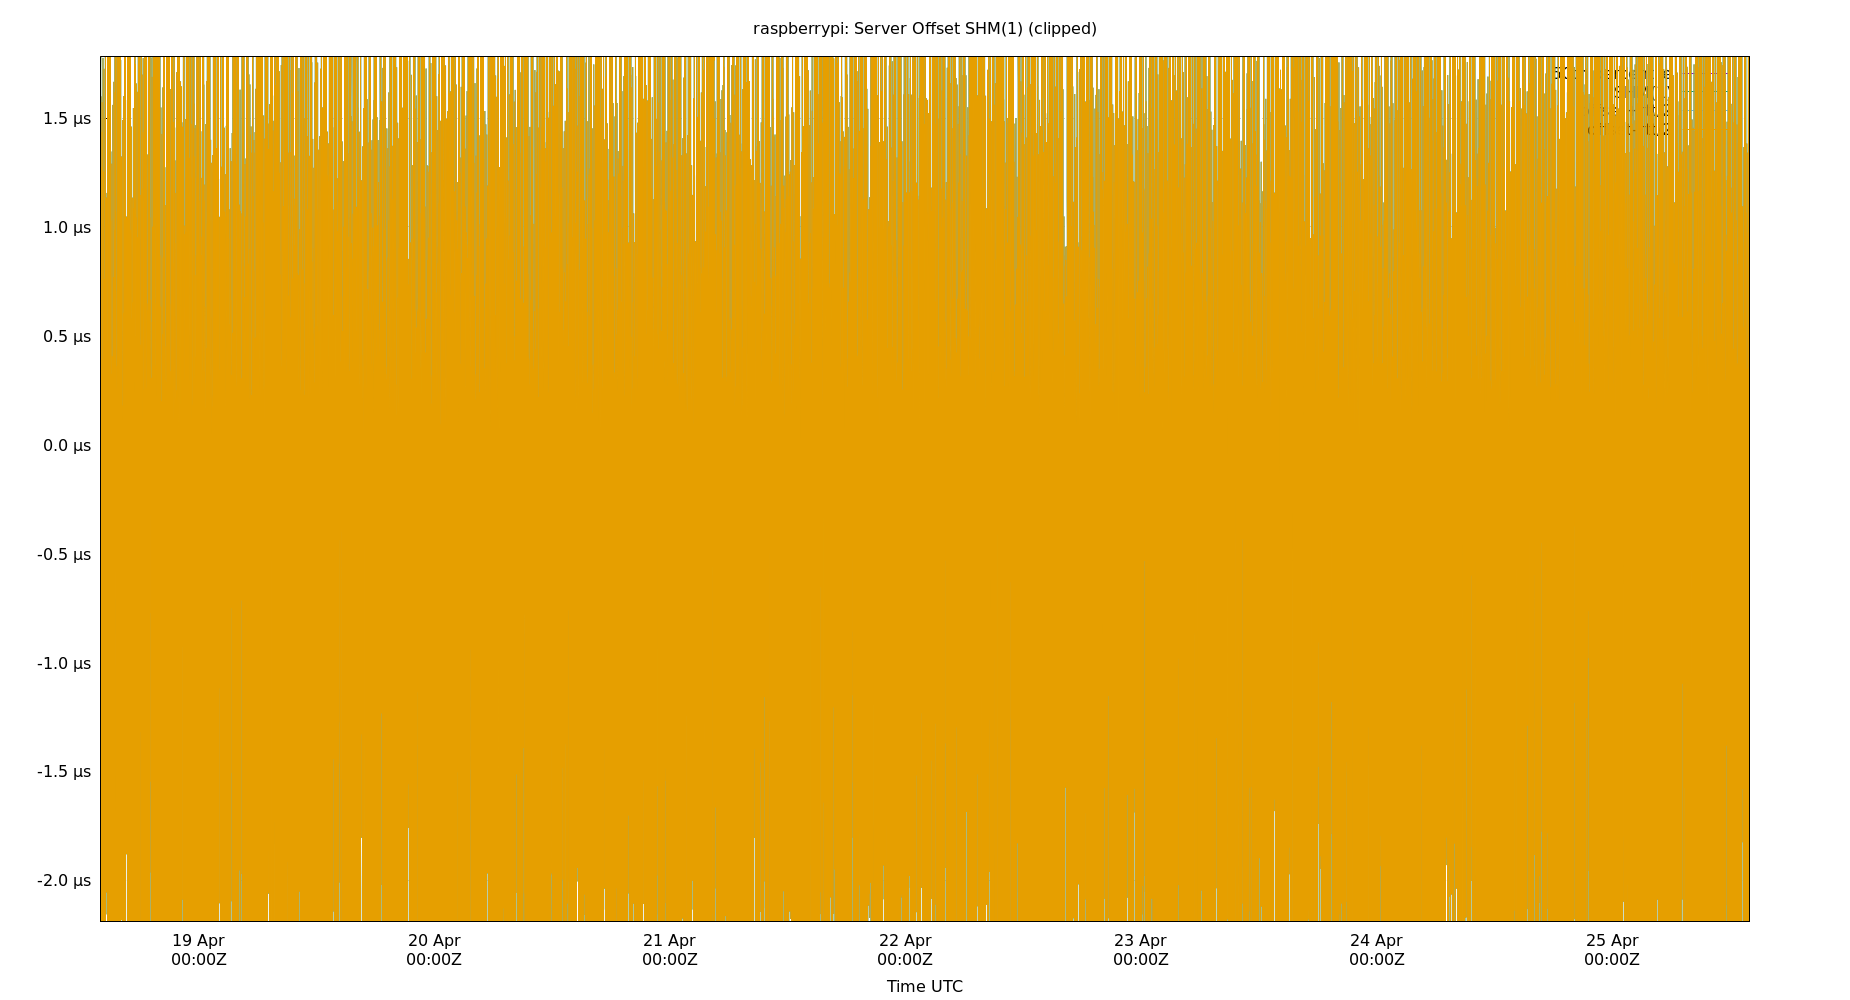 raspberrypi: Server Offset SHM(1) (clipped)
1.5 µs
1.0 µs
0.5 µs
0.0 µs
-0.5 µs
-1.0 µs
-1.5 µs
-2.0 µs
19 Apr 20 Apr 21 Apr 22 Apr 23 Apr 24 Apr 25 Apr
00:00Z 00:00Z 00:00Z 00:00Z 00:00Z 00:00Z 00:00Z
Time UTC